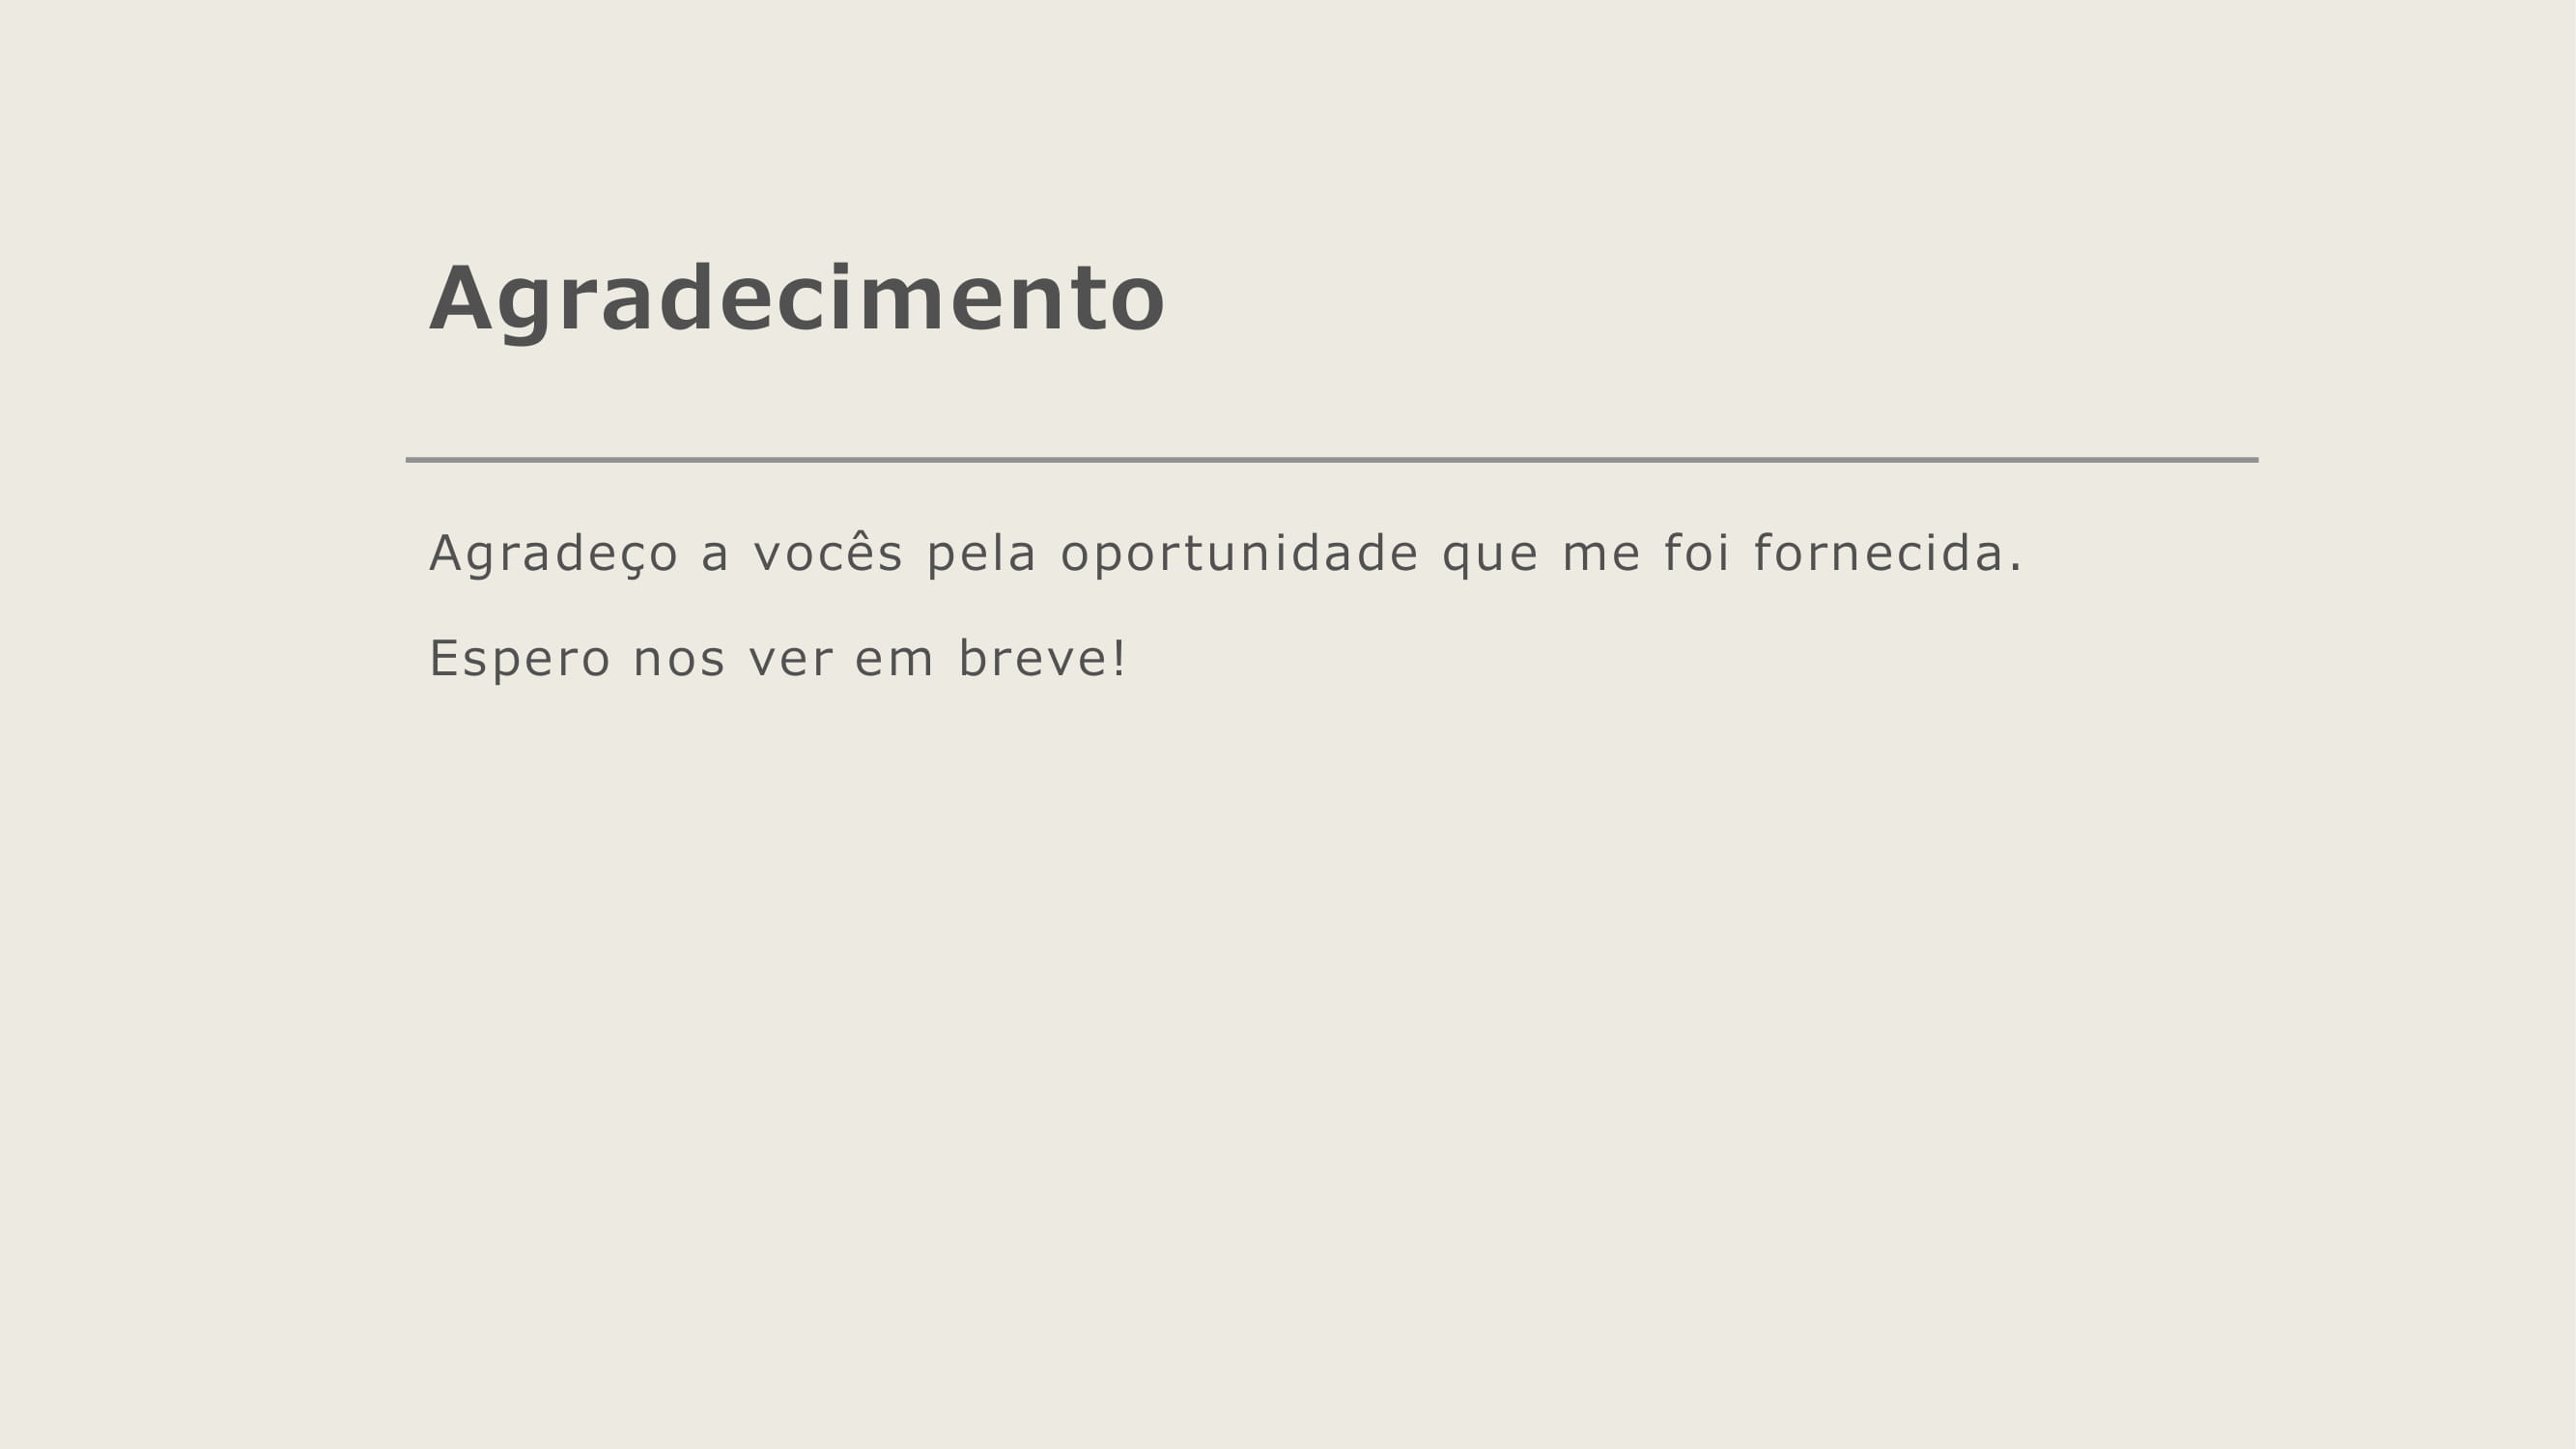 Agradecimento
Agradeço a vocês pela oportunidade que me foi fornecida.
Espero nos ver em breve!